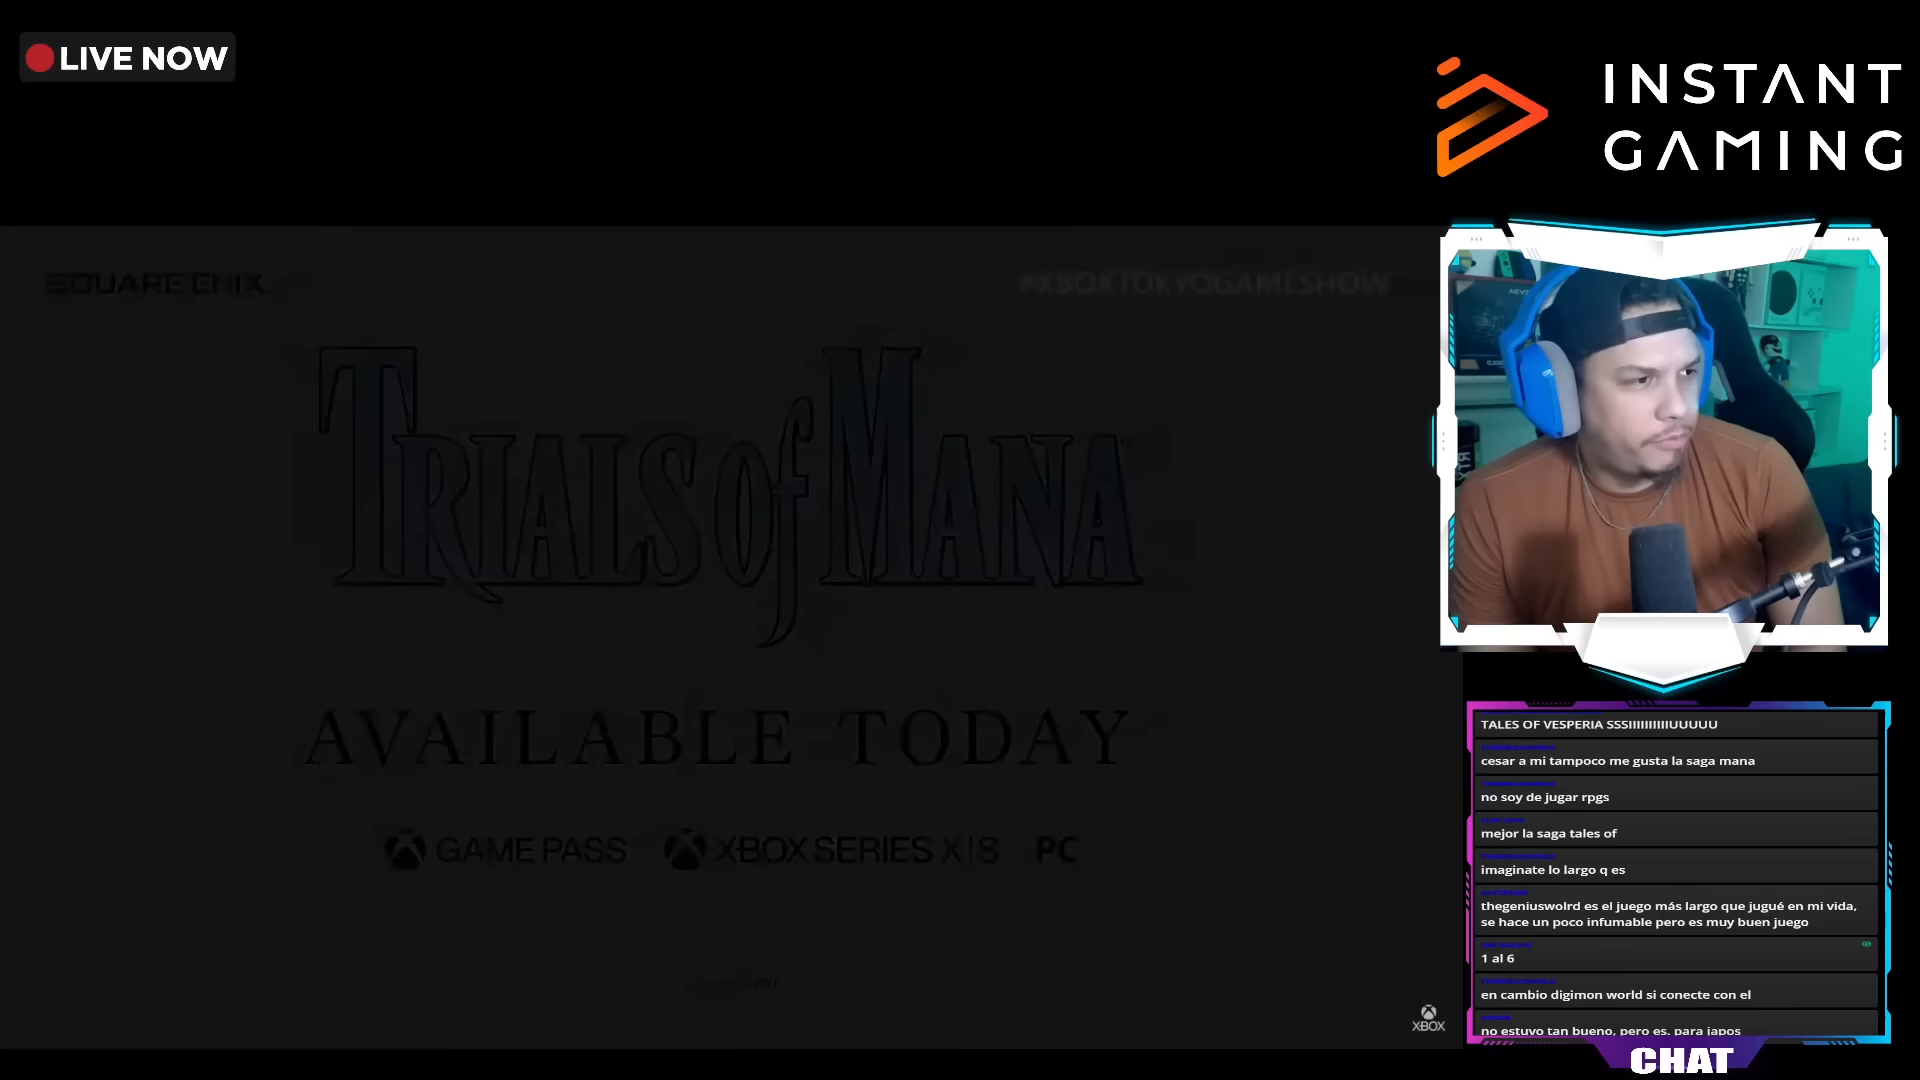 LIVE NOW
INSTANT
GAMING
SQUARE ENIX
#XBOXTOKYOGAMESHOW
TRIALS of MANA
AVAILABLE TODAY
GAME PASS XBOX SERIES X|S PC
XBOX
TALES OF VESPERIA SSSIIIIIIIIIIUUUUU
cesar a mi tampoco me gusta la saga mana
no soy de jugar rpgs
mejor la saga tales of
imaginate lo largo q es
thegeniuswolrd es el juego más largo que jugué en mi vida,
se hace un poco infumable pero es muy buen juego
1 al 6
en cambio digimon world si conecte con el
no estuvo tan bueno, pero es. para japos
CHAT